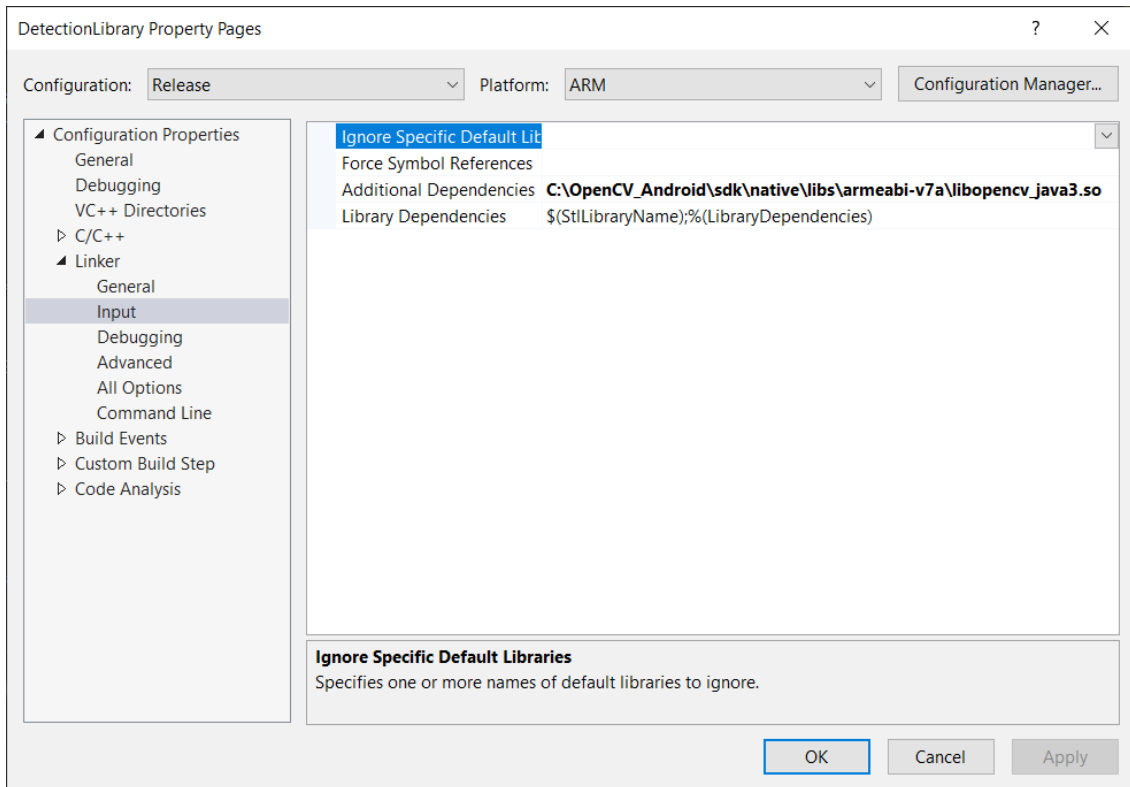 DetectionLibrary Property Pages
Configuration: Release Platform: ARM Configuration Manager...
Configuration Properties
General
Debugging
VC++ Directories
C/C++
Linker
General
Input
Debugging
Advanced
All Options
Command Line
Build Events
Custom Build Step
Code Analysis
Ignore Specific Default Lib
Force Symbol References
Additional Dependencies C:\OpenCV_Android\sdk\native\libs\armeabi-v7a\libopencv_java3.so
Library Dependencies $(StlLibraryName);%(LibraryDependencies)
Ignore Specific Default Libraries
Specifies one or more names of default libraries to ignore.
OK Cancel Apply